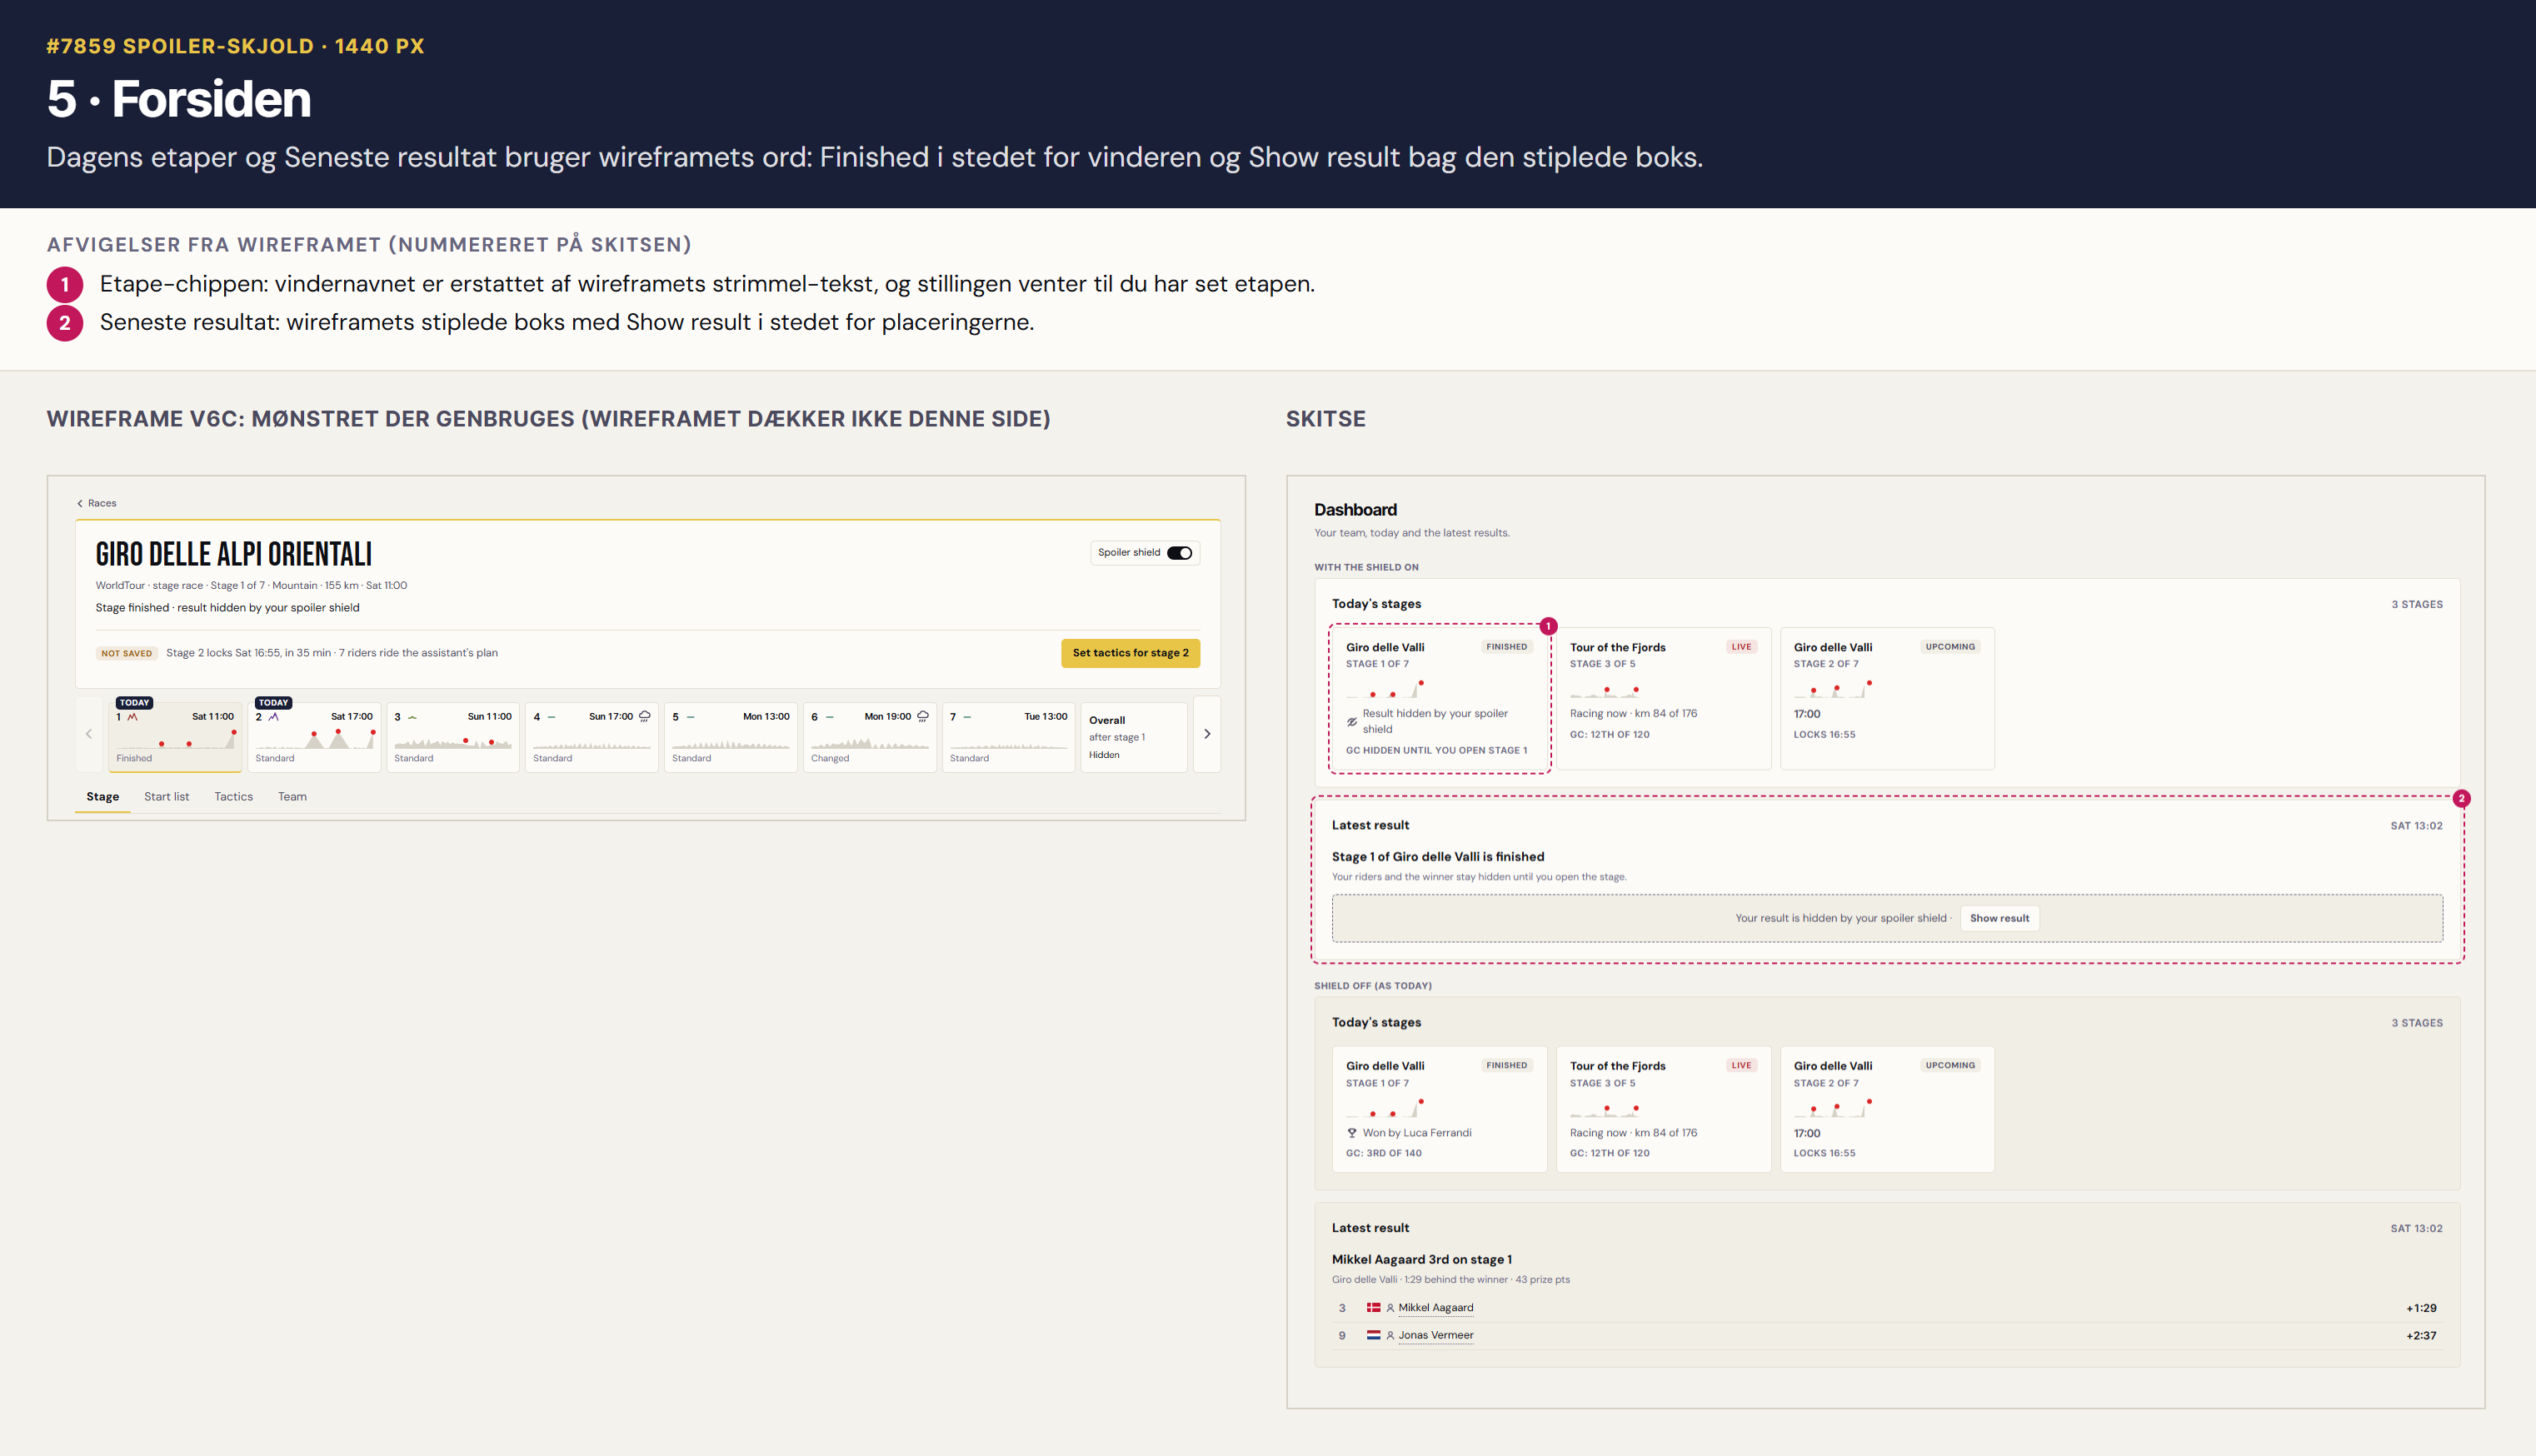 #7859 SPOILER-SKJOLD · 1440 PX
5 · Forsiden
Dagens etaper og Seneste resultat bruger wireframets ord: Finished i stedet for vinderen og Show result bag den stiplede boks.
AFVIGELSER FRA WIREFRAMET (NUMMERERET PÅ SKITSEN)
1 Etape-chippen: vindernavnet er erstattet af wireframets strimmel-tekst, og stillingen venter til du har set etapen.
2 Seneste resultat: wireframets stiplede boks med Show result i stedet for placeringerne.
WIREFRAME V6C: MØNSTRET DER GENBRUGES (WIREFRAMET DÆKKER IKKE DENNE SIDE)
Races
GIRO DELLE ALPI ORIENTALI
Spoiler shield
WorldTour · stage race · Stage 1 of 7 · Mountain · 155 km · Sat 11:00
Stage finished · result hidden by your spoiler shield
NOT SAVED Stage 2 locks Sat 16:55, in 35 min · 7 riders ride the assistant's plan
Set tactics for stage 2
TODAY
1 Sat 11:00
Finished
TODAY
2 Sat 17:00
Standard
3 Sun 11:00
Standard
4 Sun 17:00
Standard
5 Mon 13:00
Standard
6 Mon 19:00
Changed
7 Tue 13:00
Standard
Overall
after stage 1
Hidden
Stage Start list Tactics Team
SKITSE
Dashboard
Your team, today and the latest results.
WITH THE SHIELD ON
Today's stages 3 STAGES
1
Giro delle Valli FINISHED
STAGE 1 OF 7
Result hidden by your spoiler
shield
GC HIDDEN UNTIL YOU OPEN STAGE 1
Tour of the Fjords LIVE
STAGE 3 OF 5
Racing now · km 84 of 176
GC: 12TH OF 120
Giro delle Valli UPCOMING
STAGE 2 OF 7
17:00
LOCKS 16:55
2
Latest result SAT 13:02
Stage 1 of Giro delle Valli is finished
Your riders and the winner stay hidden until you open the stage.
Your result is hidden by your spoiler shield · Show result
SHIELD OFF (AS TODAY)
Today's stages 3 STAGES
Giro delle Valli FINISHED
STAGE 1 OF 7
Won by Luca Ferrandi
GC: 3RD OF 140
Tour of the Fjords LIVE
STAGE 3 OF 5
Racing now · km 84 of 176
GC: 12TH OF 120
Giro delle Valli UPCOMING
STAGE 2 OF 7
17:00
LOCKS 16:55
Latest result SAT 13:02
Mikkel Aagaard 3rd on stage 1
Giro delle Valli · 1:29 behind the winner · 43 prize pts
3 Mikkel Aagaard +1:29
9 Jonas Vermeer +2:37